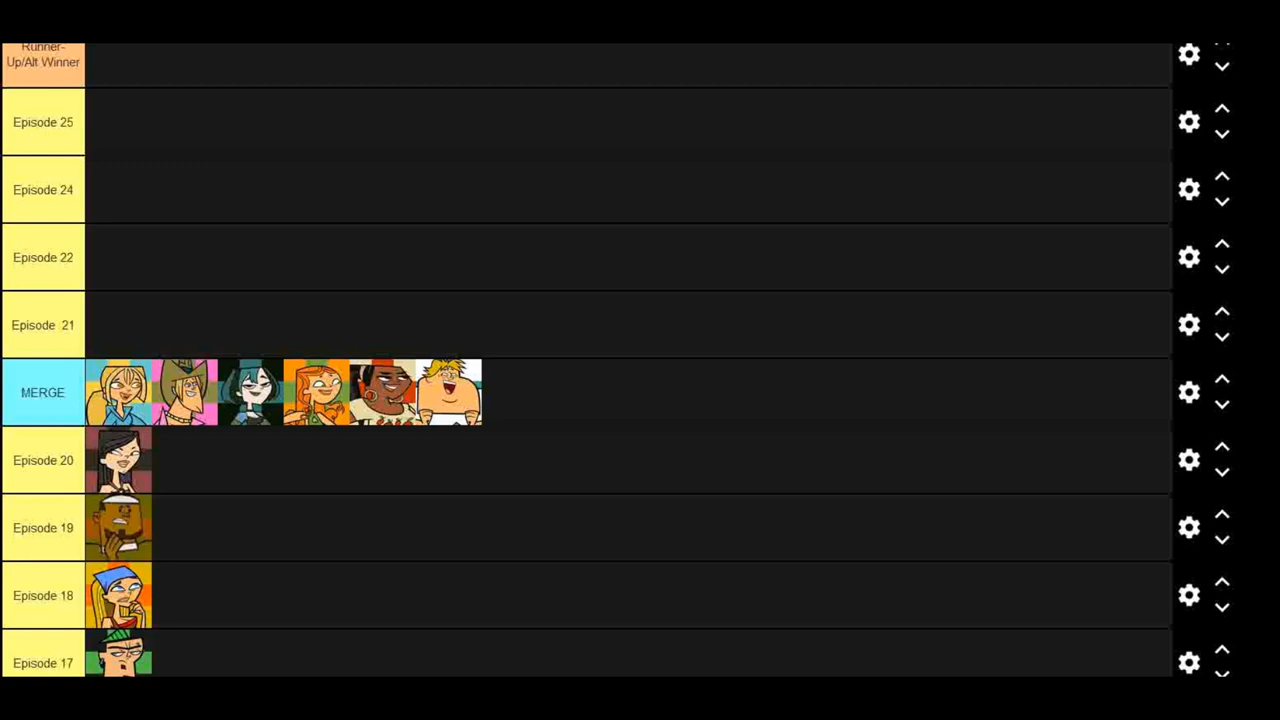 Runner-
Up/Alt Winner
Episode 25
Episode 24
Episode 22
Episode 21
MERGE
Episode 20
Episode 19
Episode 18
Episode 17